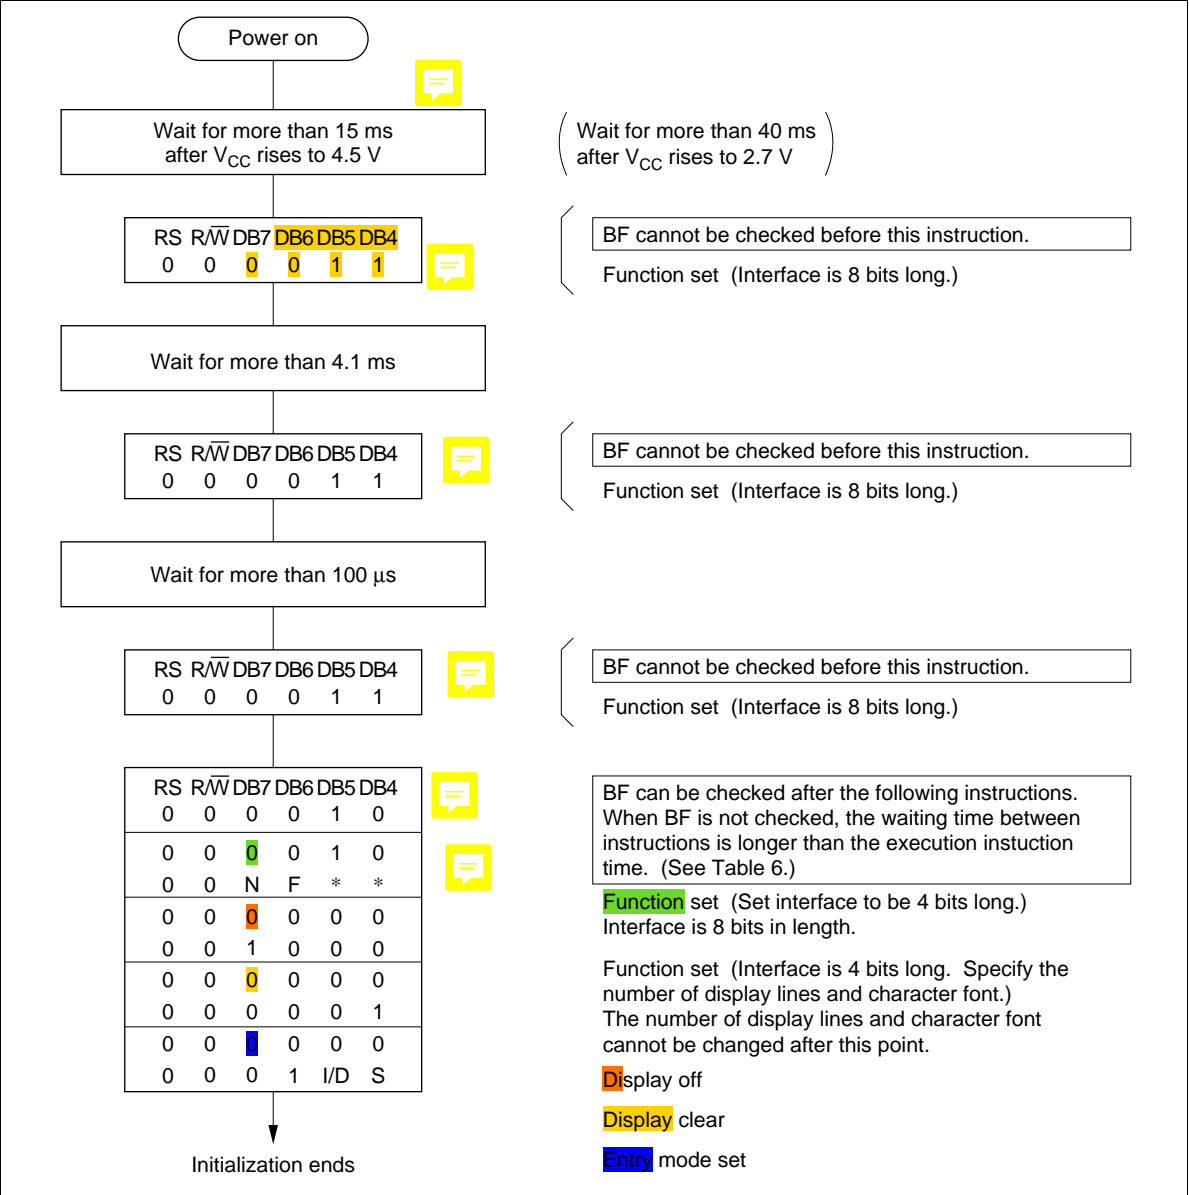 Power on
Wait for more than 15 ms
after VCC rises to 4.5 V
Wait for more than 40 ms
after VCC rises to 2.7 V
RS R/W̅ DB7 DB6 DB5 DB4
0 0 0 0 1 1
BF cannot be checked before this instruction.
Function set (Interface is 8 bits long.)
Wait for more than 4.1 ms
RS R/W̅ DB7 DB6 DB5 DB4
0 0 0 0 1 1
BF cannot be checked before this instruction.
Function set (Interface is 8 bits long.)
Wait for more than 100 μs
RS R/W̅ DB7 DB6 DB5 DB4
0 0 0 0 1 1
BF cannot be checked before this instruction.
Function set (Interface is 8 bits long.)
RS R/W̅ DB7 DB6 DB5 DB4
0 0 0 0 1 0
0 0 0 0 1 0
0 0 N F * *
0 0 0 0 0 0
0 0 1 0 0 0
0 0 0 0 0 0
0 0 0 0 0 1
0 0 0 0 0 0
0 0 0 1 I/D S
BF can be checked after the following instructions.
When BF is not checked, the waiting time between
instructions is longer than the execution instuction
time. (See Table 6.)
Function set (Set interface to be 4 bits long.)
Interface is 8 bits in length.
Function set (Interface is 4 bits long. Specify the
number of display lines and character font.)
The number of display lines and character font
cannot be changed after this point.
Display off
Display clear
Entry mode set
Initialization ends